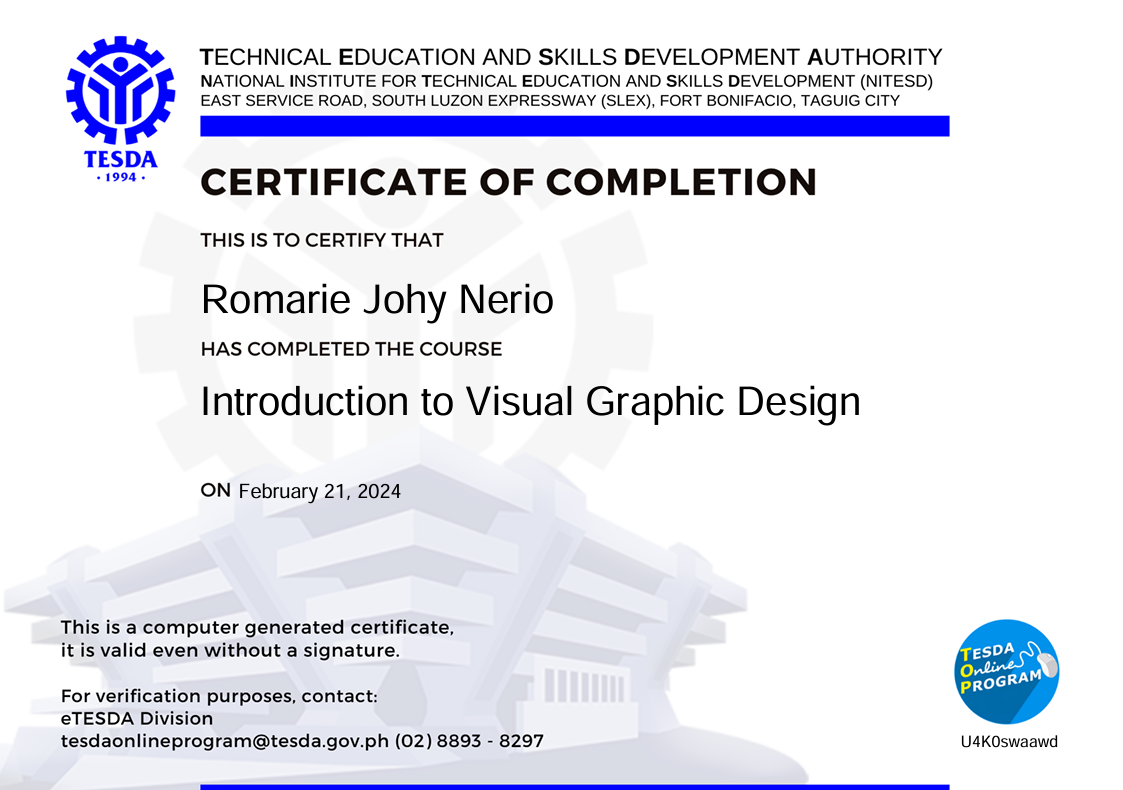 TECHNICAL EDUCATION AND SKILLS DEVELOPMENT AUTHORITY
NATIONAL INSTITUTE FOR TECHNICAL EDUCATION AND SKILLS DEVELOPMENT (NITESD)
EAST SERVICE ROAD, SOUTH LUZON EXPRESSWAY (SLEX), FORT BONIFACIO, TAGUIG CITY
TESDA
· 1994 ·
CERTIFICATE OF COMPLETION
THIS IS TO CERTIFY THAT
Romarie Johy Nerio
HAS COMPLETED THE COURSE
Introduction to Visual Graphic Design
ON February 21, 2024
This is a computer generated certificate,
it is valid even without a signature.
For verification purposes, contact:
eTESDA Division
tesdaonlineprogram@tesda.gov.ph (02) 8893 - 8297
TESDA
Online
PROGRAM
U4K0swaawd